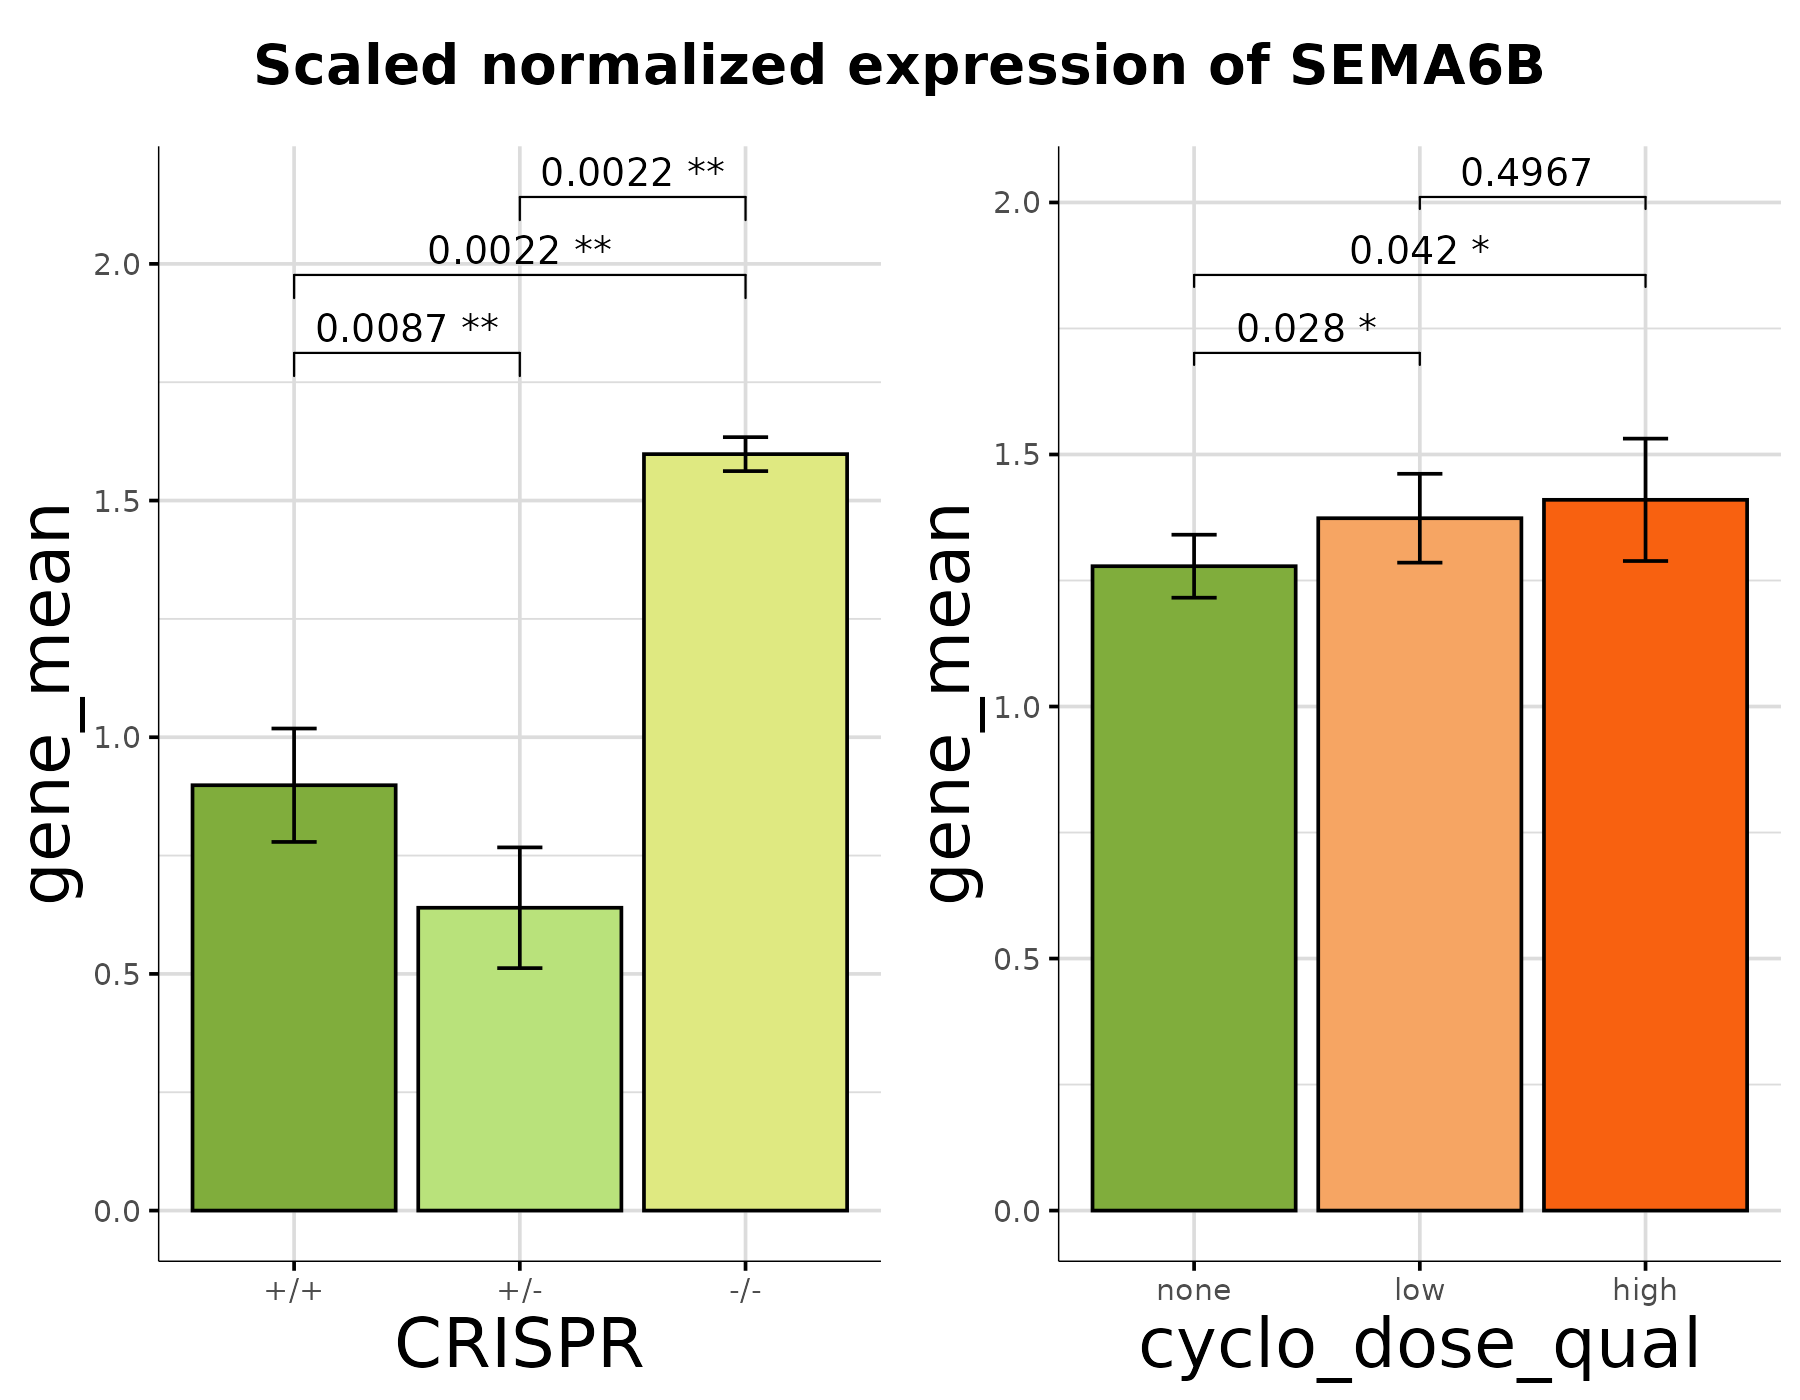 Scaled normalized expression of SEMA6B
gene_mean
0.0022 **
0.0022 **
0.0087 **
2.0
1.5
1.0
0.5
0.0
+/+
+/-
-/-
CRISPR
gene_mean
0.4967
0.042 *
0.028 *
2.0
1.5
1.0
0.5
0.0
none
low
high
cyclo_dose_qual